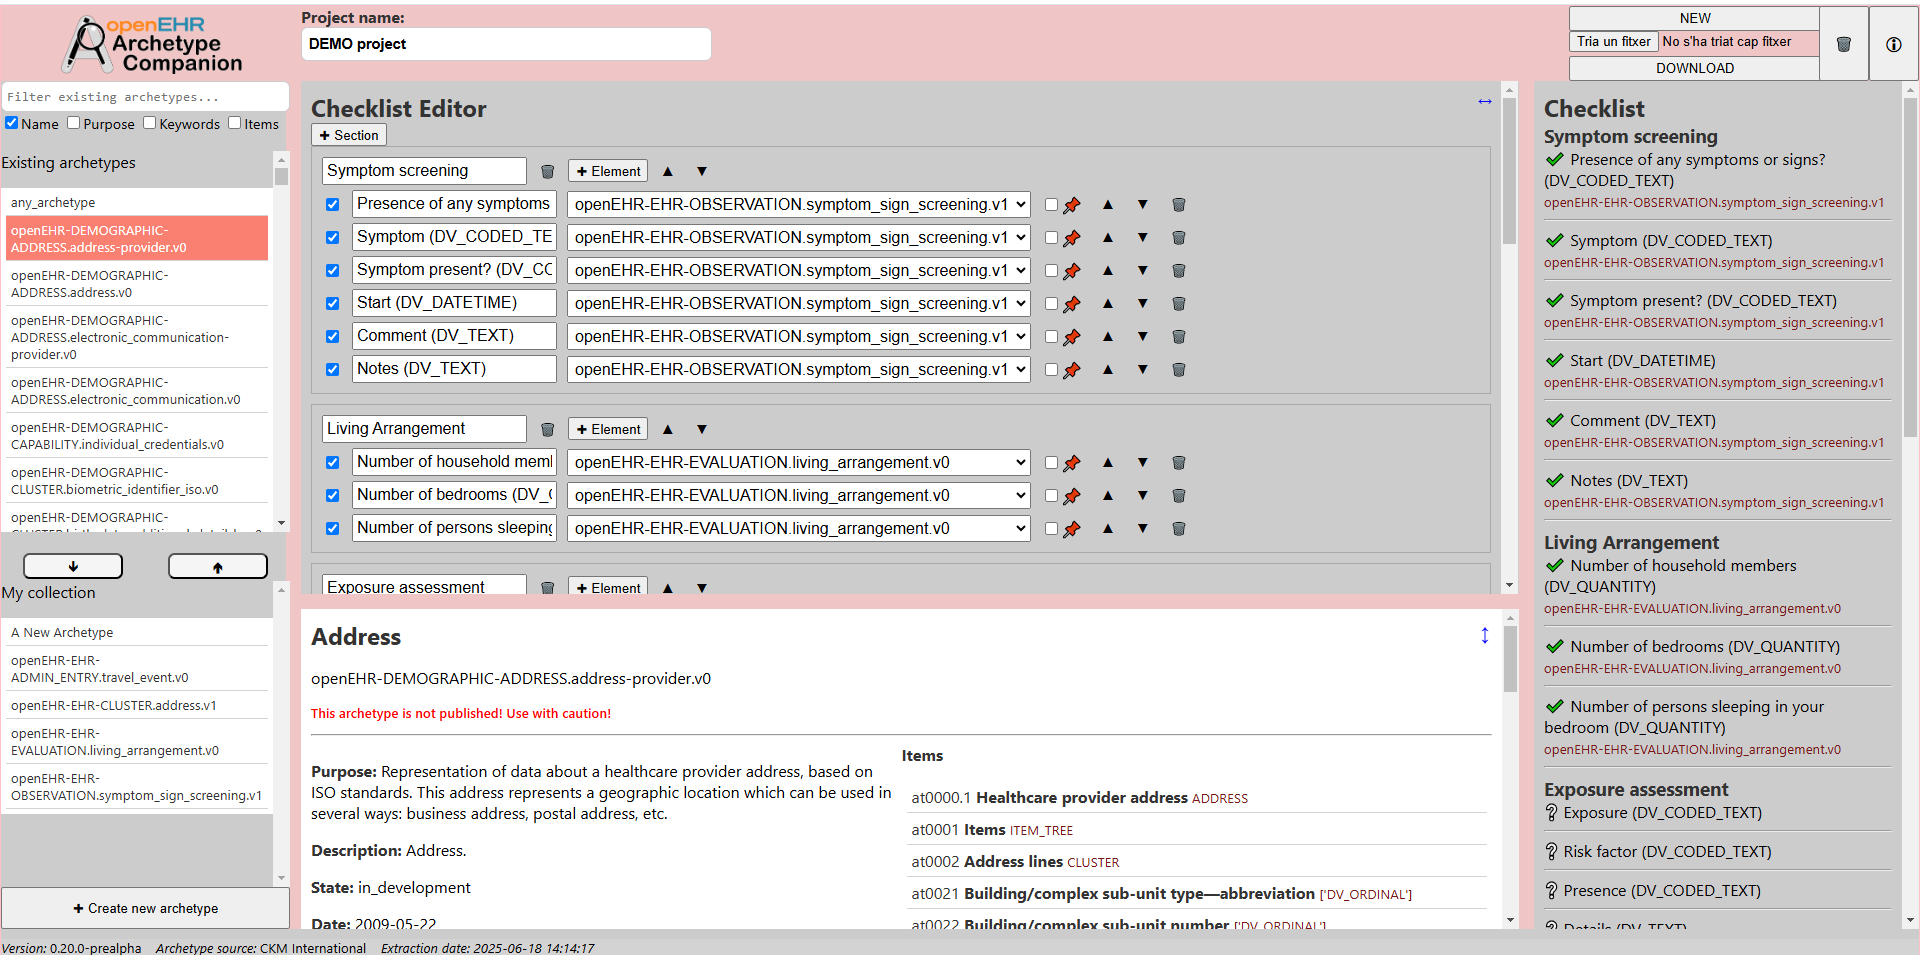 openEHR
Archetype
Companion
Project name:
DEMO project
NEW
Tria un fitxer No s'ha triat cap fitxer
DOWNLOAD
Filter existing archetypes...
Name Purpose Keywords Items
Existing archetypes
any_archetype
openEHR-DEMOGRAPHIC-
ADDRESS.address-provider.v0
openEHR-DEMOGRAPHIC-
ADDRESS.address.v0
openEHR-DEMOGRAPHIC-
ADDRESS.electronic_communication-
provider.v0
openEHR-DEMOGRAPHIC-
ADDRESS.electronic_communication.v0
openEHR-DEMOGRAPHIC-
CAPABILITY.individual_credentials.v0
openEHR-DEMOGRAPHIC-
CLUSTER.biometric_identifier_iso.v0
openEHR-DEMOGRAPHIC-
My collection
A New Archetype
openEHR-EHR-
ADMIN_ENTRY.travel_event.v0
openEHR-EHR-CLUSTER.address.v1
openEHR-EHR-
EVALUATION.living_arrangement.v0
openEHR-EHR-
OBSERVATION.symptom_sign_screening.v1
+ Create new archetype
Checklist Editor
+ Section
Symptom screening + Element
Presence of any symptoms openEHR-EHR-OBSERVATION.symptom_sign_screening.v1
Symptom (DV_CODED_TE openEHR-EHR-OBSERVATION.symptom_sign_screening.v1
Symptom present? (DV_CC openEHR-EHR-OBSERVATION.symptom_sign_screening.v1
Start (DV_DATETIME) openEHR-EHR-OBSERVATION.symptom_sign_screening.v1
Comment (DV_TEXT) openEHR-EHR-OBSERVATION.symptom_sign_screening.v1
Notes (DV_TEXT) openEHR-EHR-OBSERVATION.symptom_sign_screening.v1
Living Arrangement + Element
Number of household meml openEHR-EHR-EVALUATION.living_arrangement.v0
Number of bedrooms (DV_( openEHR-EHR-EVALUATION.living_arrangement.v0
Number of persons sleeping openEHR-EHR-EVALUATION.living_arrangement.v0
Exposure assessment + Element
Address
openEHR-DEMOGRAPHIC-ADDRESS.address-provider.v0
This archetype is not published! Use with caution!
Purpose: Representation of data about a healthcare provider address, based on
ISO standards. This address represents a geographic location which can be used in
several ways: business address, postal address, etc.
Description: Address.
State: in_development
Date: 2009-05-22
Items
at0000.1 Healthcare provider address ADDRESS
at0001 Items ITEM_TREE
at0002 Address lines CLUSTER
at0021 Building/complex sub-unit type—abbreviation ['DV_ORDINAL']
at0022 Building/complex sub-unit number ['DV_ORDINAL']
Checklist
Symptom screening
Presence of any symptoms or signs?
(DV_CODED_TEXT)
openEHR-EHR-OBSERVATION.symptom_sign_screening.v1
Symptom (DV_CODED_TEXT)
openEHR-EHR-OBSERVATION.symptom_sign_screening.v1
Symptom present? (DV_CODED_TEXT)
openEHR-EHR-OBSERVATION.symptom_sign_screening.v1
Start (DV_DATETIME)
openEHR-EHR-OBSERVATION.symptom_sign_screening.v1
Comment (DV_TEXT)
openEHR-EHR-OBSERVATION.symptom_sign_screening.v1
Notes (DV_TEXT)
openEHR-EHR-OBSERVATION.symptom_sign_screening.v1
Living Arrangement
Number of household members
(DV_QUANTITY)
openEHR-EHR-EVALUATION.living_arrangement.v0
Number of bedrooms (DV_QUANTITY)
openEHR-EHR-EVALUATION.living_arrangement.v0
Number of persons sleeping in your
bedroom (DV_QUANTITY)
openEHR-EHR-EVALUATION.living_arrangement.v0
Exposure assessment
? Exposure (DV_CODED_TEXT)
? Risk factor (DV_CODED_TEXT)
? Presence (DV_CODED_TEXT)
? Details (DV_TEXT)
Version: 0.20.0-prealpha Archetype source: CKM International Extraction date: 2025-06-18 14:14:17